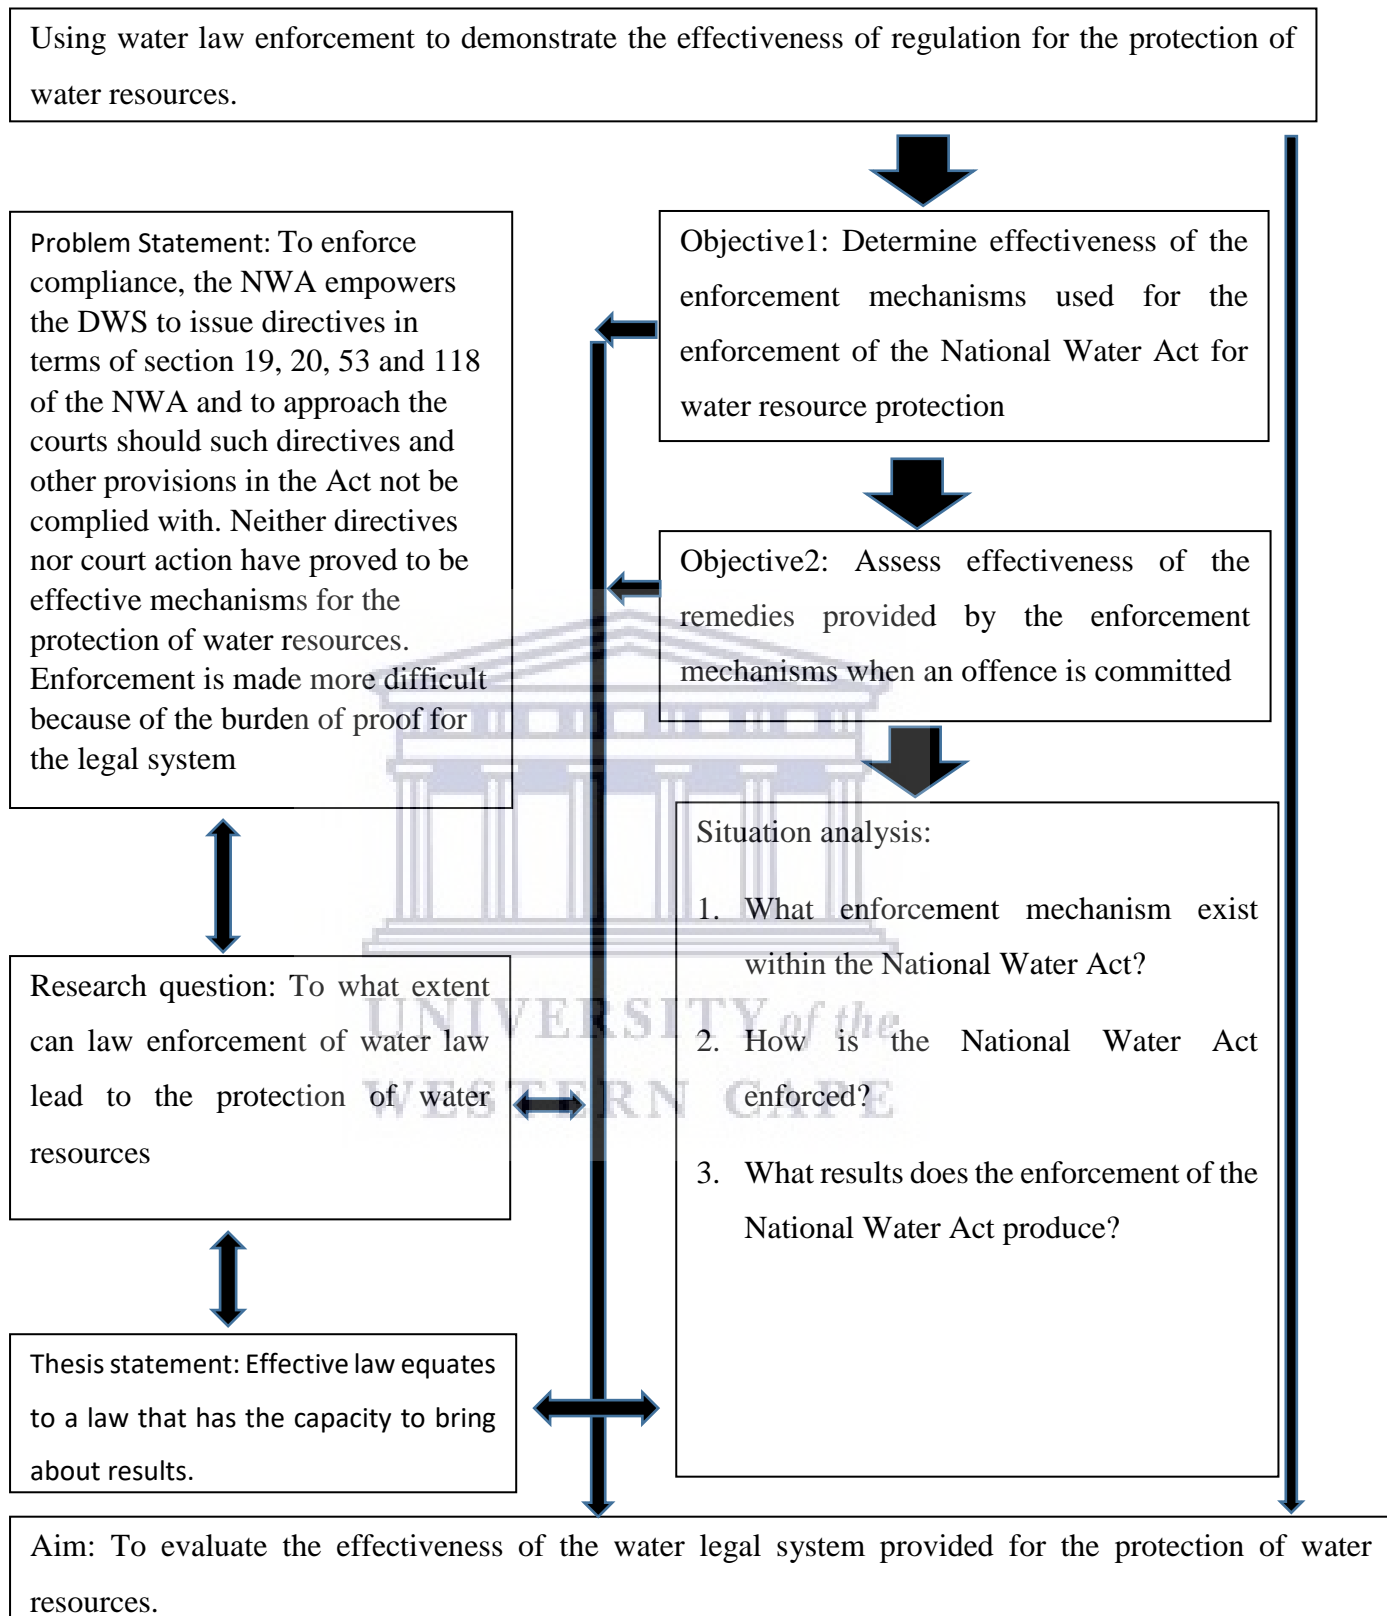 Using water law enforcement to demonstrate the effectiveness of regulation for the protection of
water resources.
Problem Statement: To enforce
compliance, the NWA empowers
the DWS to issue directives in
terms of section 19, 20, 53 and 118
of the NWA and to approach the
courts should such directives and
other provisions in the Act not be
complied with. Neither directives
nor court action have proved to be
effective mechanisms for the
protection of water resources.
Enforcement is made more difficult
because of the burden of proof for
the legal system
Objective1: Determine effectiveness of the
enforcement mechanisms used for the
enforcement of the National Water Act for
water resource protection
Objective2: Assess effectiveness of the
remedies provided by the enforcement
mechanisms when an offence is committed
Situation analysis:
1. What enforcement mechanism exist
within the National Water Act?
2. How is the National Water Act
enforced?
3. What results does the enforcement of the
National Water Act produce?
Research question: To what extent
can law enforcement of water law
lead to the protection of water
resources
Thesis statement: Effective law equates
to a law that has the capacity to bring
about results.
Aim: To evaluate the effectiveness of the water legal system provided for the protection of water
resources.
UNIVERSITY of the
WESTERN CAPE